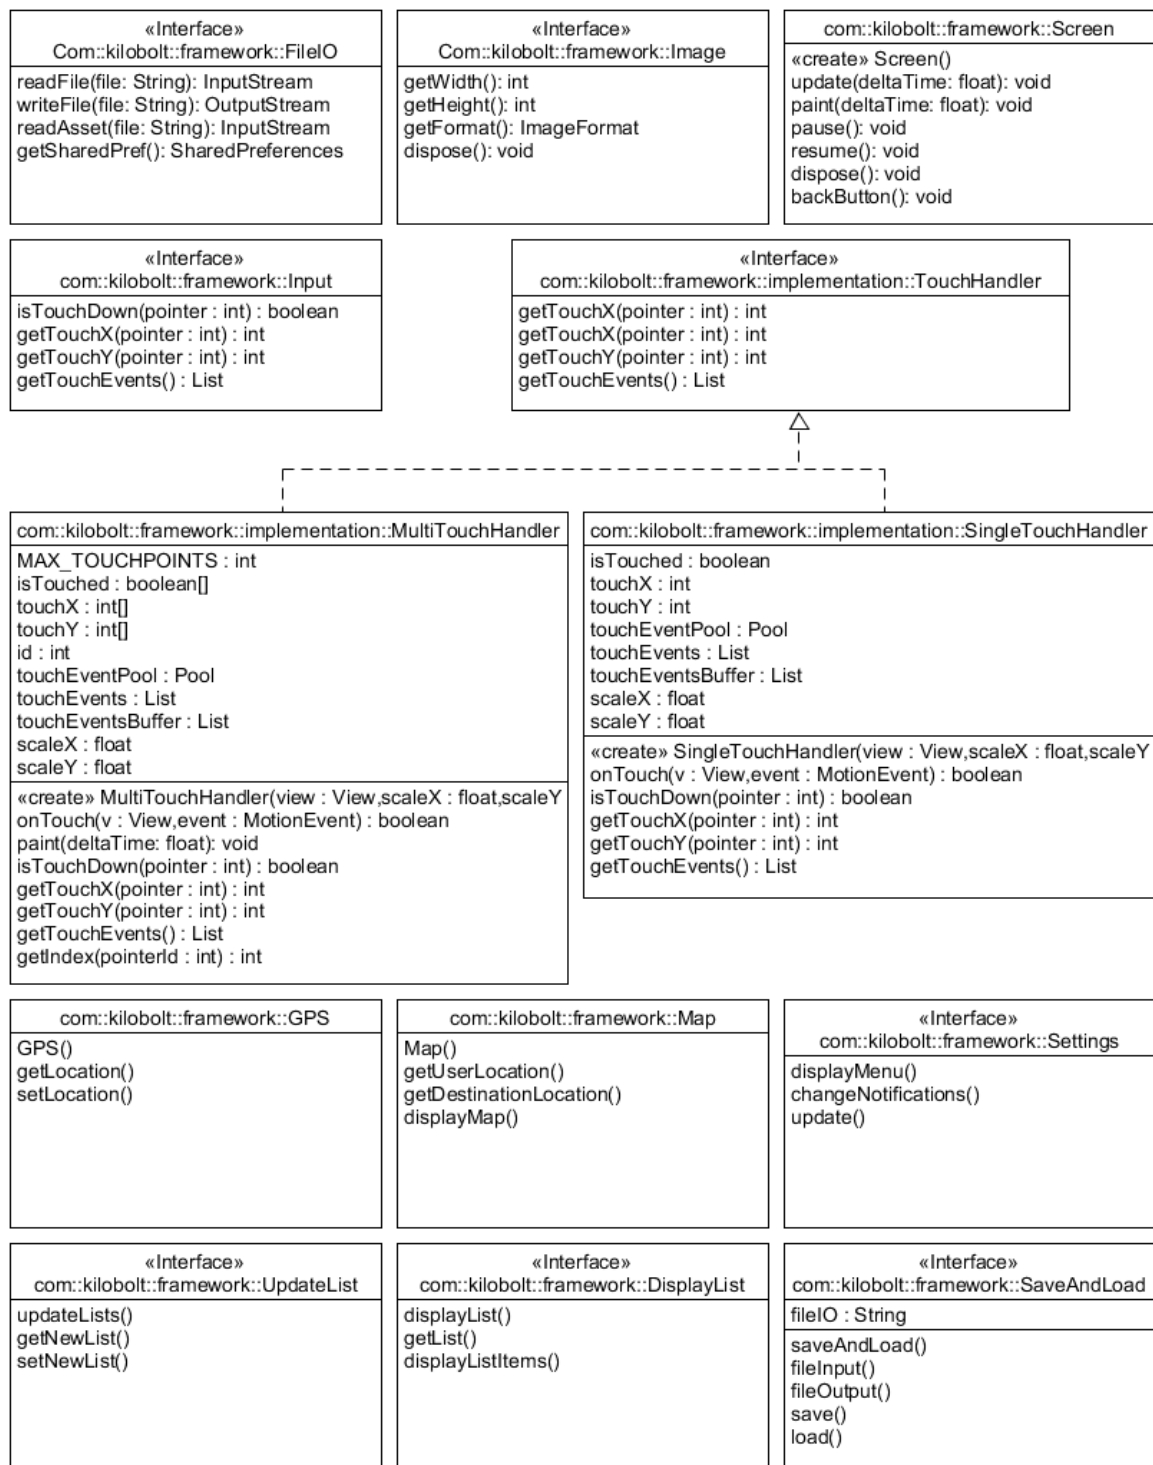 «Interface»
Com::kilobolt::framework::FileIO
readFile(file: String): InputStream
writeFile(file: String): OutputStream
readAsset(file: String): InputStream
getSharedPref(): SharedPreferences
«Interface»
Com::kilobolt::framework::Image
getWidth(): int
getHeight(): int
getFormat(): ImageFormat
dispose(): void
com::kilobolt::framework::Screen
«create» Screen()
update(deltaTime: float): void
paint(deltaTime: float): void
pause(): void
resume(): void
dispose(): void
backButton(): void
«Interface»
com::kilobolt::framework::Input
isTouchDown(pointer : int) : boolean
getTouchX(pointer : int) : int
getTouchY(pointer : int) : int
getTouchEvents() : List
«Interface»
com::kilobolt::framework::implementation::TouchHandler
getTouchX(pointer : int) : int
getTouchX(pointer : int) : int
getTouchY(pointer : int) : int
getTouchEvents() : List
com::kilobolt::framework::implementation::MultiTouchHandler
MAX_TOUCHPOINTS : int
isTouched : boolean[]
touchX : int[]
touchY : int[]
id : int
touchEventPool : Pool
touchEvents : List
touchEventsBuffer : List
scaleX : float
scaleY : float
«create» MultiTouchHandler(view : View,scaleX : float,scaleY
onTouch(v : View,event : MotionEvent) : boolean
paint(deltaTime: float): void
isTouchDown(pointer : int) : boolean
getTouchX(pointer : int) : int
getTouchY(pointer : int) : int
getTouchEvents() : List
getIndex(pointerId : int) : int
com::kilobolt::framework::implementation::SingleTouchHandler
isTouched : boolean
touchX : int
touchY : int
touchEventPool : Pool
touchEvents : List
touchEventsBuffer : List
scaleX : float
scaleY : float
«create» SingleTouchHandler(view : View,scaleX : float,scaleY
onTouch(v : View,event : MotionEvent) : boolean
isTouchDown(pointer : int) : boolean
getTouchX(pointer : int) : int
getTouchY(pointer : int) : int
getTouchEvents() : List
com::kilobolt::framework::GPS
GPS()
getLocation()
setLocation()
com::kilobolt::framework::Map
Map()
getUserLocation()
getDestinationLocation()
displayMap()
«Interface»
com::kilobolt::framework::Settings
displayMenu()
changeNotifications()
update()
«Interface»
com::kilobolt::framework::UpdateList
updateLists()
getNewList()
setNewList()
«Interface»
com::kilobolt::framework::DisplayList
displayList()
getList()
displayListItems()
«Interface»
com::kilobolt::framework::SaveAndLoad
fileIO : String
saveAndLoad()
fileInput()
fileOutput()
save()
load()